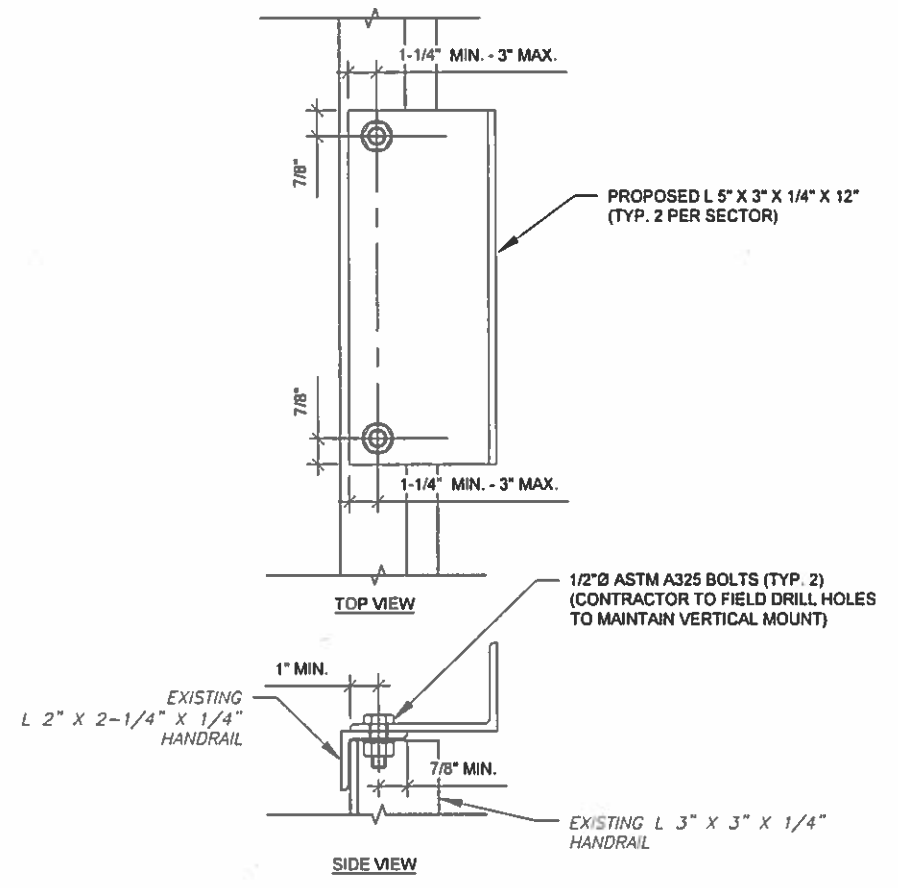 1-1/4" MIN. - 3" MAX.
7/8"
PROPOSED L 5" X 3" X 1/4" X 12"
(TYP. 2 PER SECTOR)
7/8"
1-1/4" MIN. - 3" MAX.
TOP VIEW
1/2"Ø ASTM A325 BOLTS (TYP. 2)
(CONTRACTOR TO FIELD DRILL HOLES
TO MAINTAIN VERTICAL MOUNT)
1" MIN.
EXISTING
L 2" X 2-1/4" X 1/4"
HANDRAIL
7/8" MIN.
EXISTING L 3" X 3" X 1/4"
HANDRAIL
SIDE VIEW